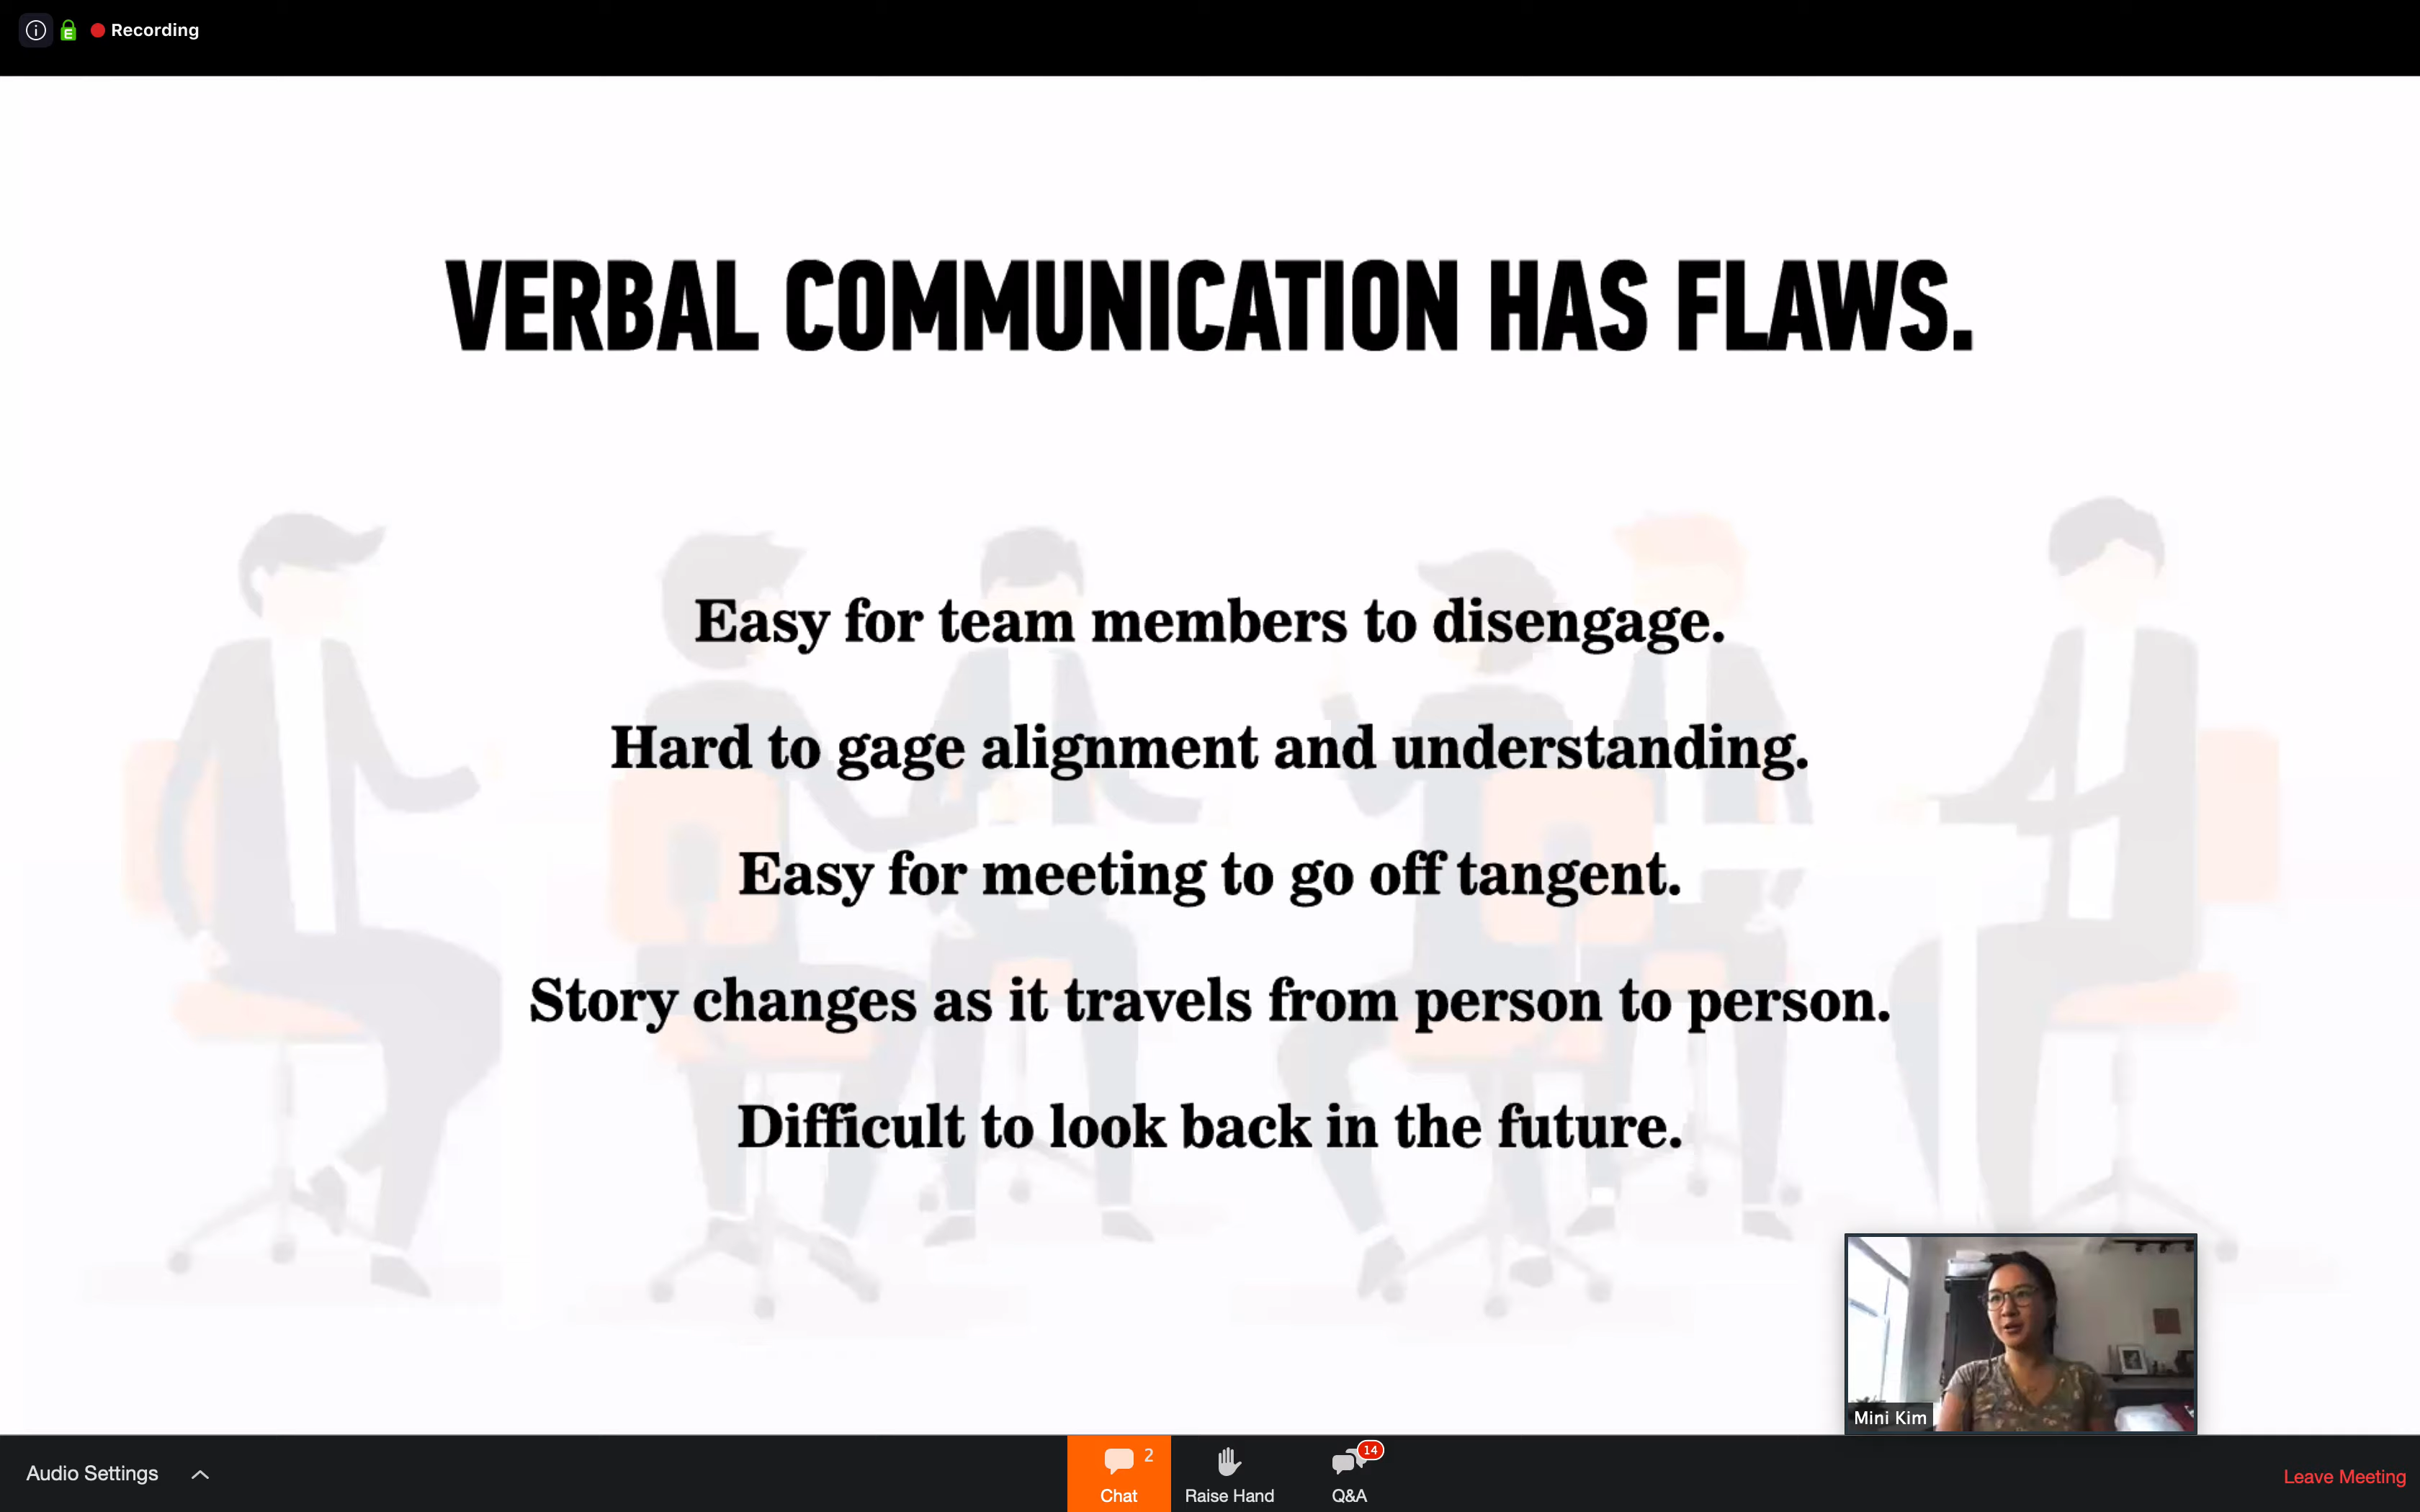 Recording
VERBAL COMMUNICATION HAS FLAWS.
Easy for team members to disengage.
Hard to gage alignment and understanding.
Easy for meeting to go off tangent.
Story changes as it travels from person to person.
Difficult to look back in the future.
Mini Kim
Audio Settings
2
Chat
Raise Hand
14
Q&A
Leave Meeting